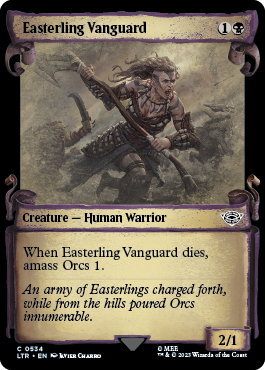 Easterling Vanguard 1
Creature — Human Warrior
When Easterling Vanguard dies,
amass Orcs 1.
An army of Easterlings charged forth,
while from the hills poured Orcs
innumerable.
2/1
C 0534
LTR • EN Javier Charro
© MEE
™ & © 2023 Wizards of the Coast